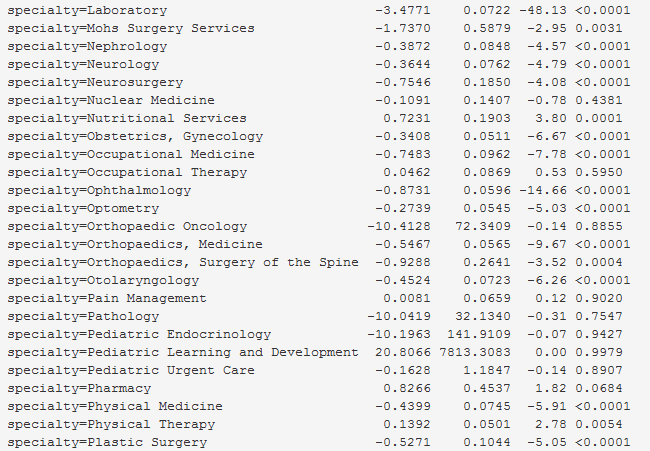 specialty=Laboratory -3.4771 0.0722 -48.13 <0.0001
specialty=Mohs Surgery Services -1.7370 0.5879 -2.95 0.0031
specialty=Nephrology -0.3872 0.0848 -4.57 <0.0001
specialty=Neurology -0.3644 0.0762 -4.79 <0.0001
specialty=Neurosurgery -0.7546 0.1850 -4.08 <0.0001
specialty=Nuclear Medicine -0.1091 0.1407 -0.78 0.4381
specialty=Nutritional Services 0.7231 0.1903 3.80 0.0001
specialty=Obstetrics, Gynecology -0.3408 0.0511 -6.67 <0.0001
specialty=Occupational Medicine -0.7483 0.0962 -7.78 <0.0001
specialty=Occupational Therapy 0.0462 0.0869 0.53 0.5950
specialty=Ophthalmology -0.8731 0.0596 -14.66 <0.0001
specialty=Optometry -0.2739 0.0545 -5.03 <0.0001
specialty=Orthopaedic Oncology -10.4128 72.3409 -0.14 0.8855
specialty=Orthopaedics, Medicine -0.5467 0.0565 -9.67 <0.0001
specialty=Orthopaedics, Surgery of the Spine -0.9288 0.2641 -3.52 0.0004
specialty=Otolaryngology -0.4524 0.0723 -6.26 <0.0001
specialty=Pain Management 0.0081 0.0659 0.12 0.9020
specialty=Pathology -10.0419 32.1340 -0.31 0.7547
specialty=Pediatric Endocrinology -10.1963 141.9109 -0.07 0.9427
specialty=Pediatric Learning and Development 20.8066 7813.3083 0.00 0.9979
specialty=Pediatric Urgent Care -0.1628 1.1847 -0.14 0.8907
specialty=Pharmacy 0.8266 0.4537 1.82 0.0684
specialty=Physical Medicine -0.4399 0.0745 -5.91 <0.0001
specialty=Physical Therapy 0.1392 0.0501 2.78 0.0054
specialty=Plastic Surgery -0.5271 0.1044 -5.05 <0.0001